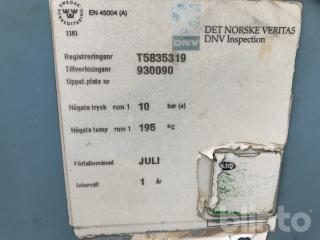 SWEDAC
EN 45004 (A)
1161
DNV
DET NORSKE VERITAS
DNV Inspection
Registreringsnr T5835319
Tillverkningsnr 930090
Uppst.plats nr
Högsta tryck rum 1 10 bar (e)
Högsta temp rum 1 195 °C
Förfallomånad JULI
Intervall 1 År
blinto